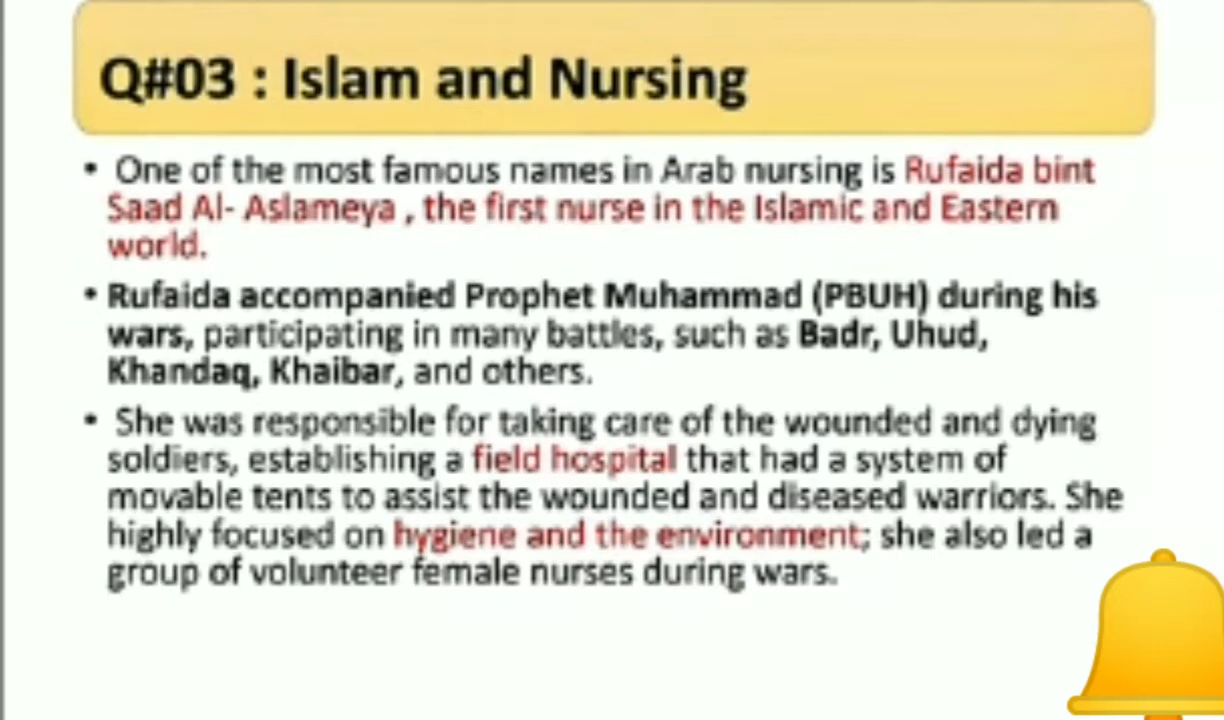 Q#03 : Islam and Nursing
• One of the most famous names in Arab nursing is Rufaida bint
Saad Al- Aslameya , the first nurse in the Islamic and Eastern
world.
• Rufaida accompanied Prophet Muhammad (PBUH) during his
wars, participating in many battles, such as Badr, Uhud,
Khandaq, Khaibar, and others.
• She was responsible for taking care of the wounded and dying
soldiers, establishing a field hospital that had a system of
movable tents to assist the wounded and diseased warriors. She
highly focused on hygiene and the environment; she also led a
group of volunteer female nurses during wars.